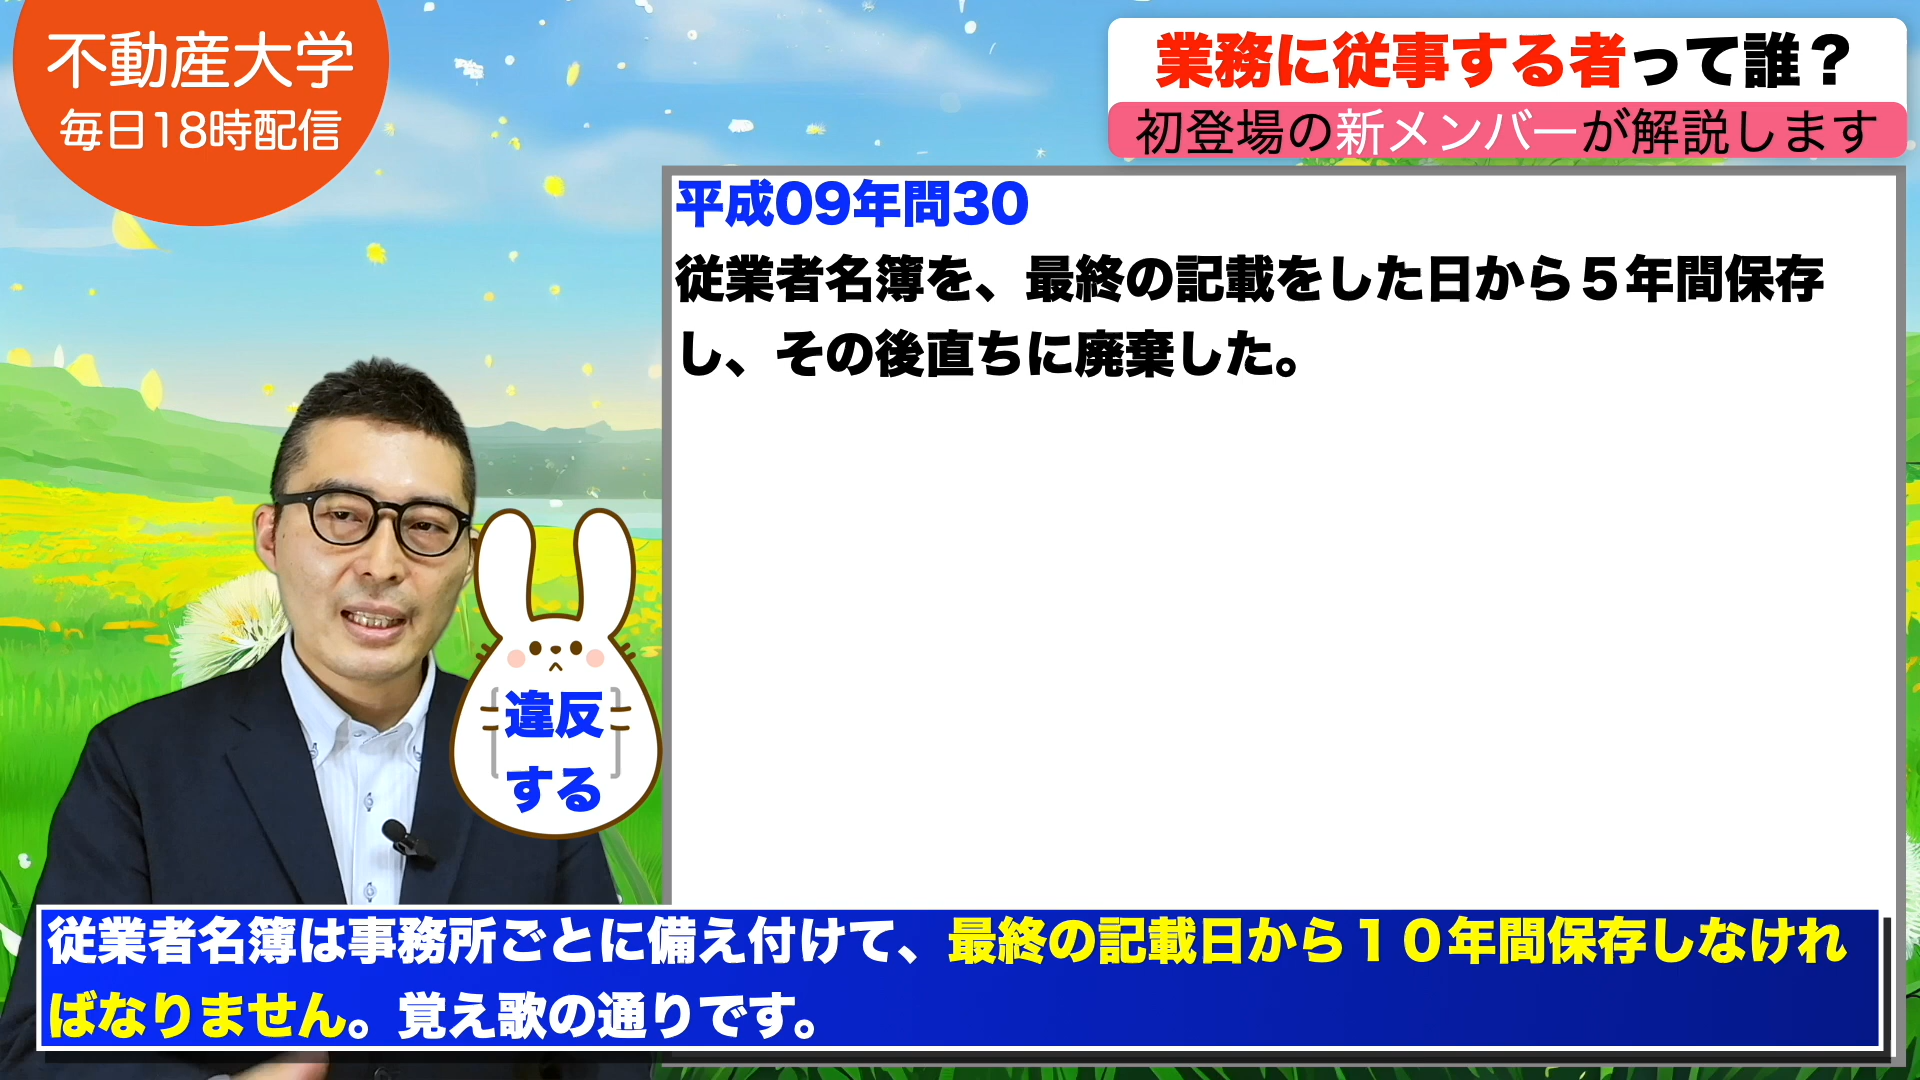 不動産大学
毎日18時配信
業務に従事する者って誰？
初登場の新メンバーが解説します
平成09年問30
従業者名簿を、最終の記載をした日から５年間保存
し、その後直ちに廃棄した。
違反
する
従業者名簿は事務所ごとに備え付けて、最終の記載日から１０年間保存しなけれ
ばなりません。覚え歌の通りです。